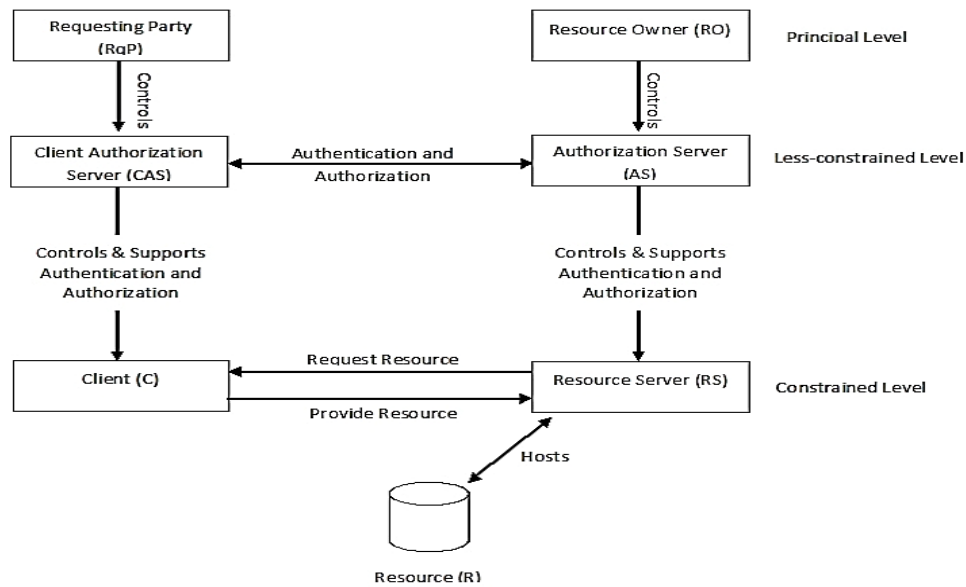 Requesting Party
(RqP)
Resource Owner (RO)
Principal Level
Controls
Controls
Client Authorization
Server (CAS)
Authentication and
Authorization
Authorization Server
(AS)
Less-constrained Level
Controls & Supports
Authentication and
Authorization
Controls & Supports
Authentication and
Authorization
Client (C)
Request Resource
Provide Resource
Resource Server (RS)
Constrained Level
Hosts
Resource (R)